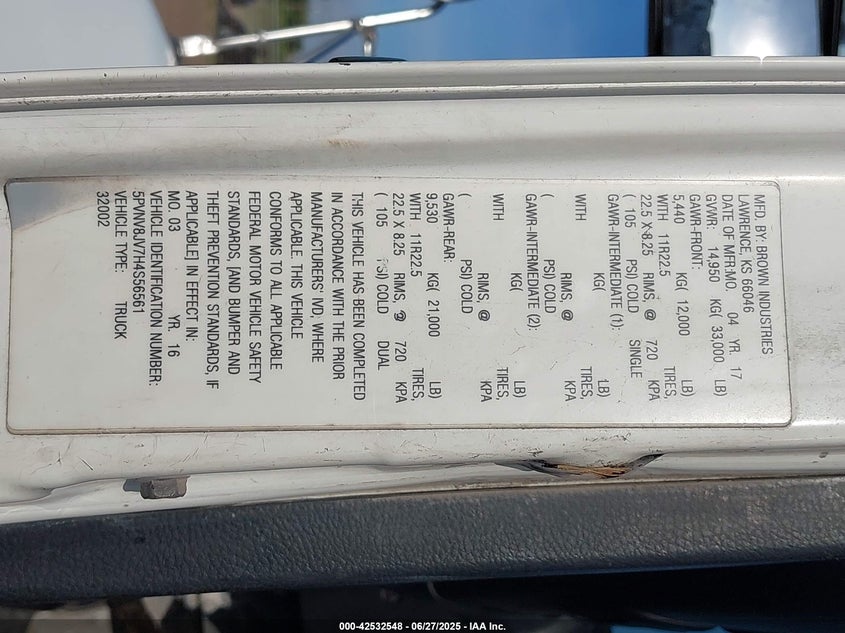 MFD. BY: BROWN INDUSTRIES
LAWRENCE, KS 66046
DATE OF MFR:MO. 04 YR. 17
GVWR: 14,950 KG( 33,000 LB)
GAWR-FRONT:
5,440 KG( 12,000 LB)
WITH 11R22.5 TIRES,
22.5 X 8.25 RIMS, @ 720 KPA
( 105 PSI) COLD SINGLE
GAWR-INTERMEDIATE (1):
KG( LB)
WITH TIRES,
RIMS, @ KPA
( PSI) COLD
GAWR-INTERMEDIATE (2):
KG( LB)
WITH TIRES,
RIMS, @ KPA
( PSI) COLD
GAWR-REAR:
9,530 KG( 21,000 LB)
WITH 11R22.5 TIRES,
22.5 X 8.25 RIMS, @ 720 KPA
( 105 PSI) COLD DUAL
THIS VEHICLE HAS BEEN COMPLETED
IN ACCORDANCE WITH THE PRIOR
MANUFACTURERS' IVD, WHERE
APPLICABLE. THIS VEHICLE
CONFORMS TO ALL APPLICABLE
FEDERAL MOTOR VEHICLE SAFETY
STANDARDS, [AND BUMPER AND
THEFT PREVENTION STANDARDS, IF
APPLICABLE] IN EFFECT IN:
MO. 03 YR. 16
VEHICLE IDENTIFICATION NUMBER:
5PVNV8JV7H4S56561
VEHICLE TYPE: TRUCK
32002
000-42532548 - 06/27/2025 - IAA Inc.